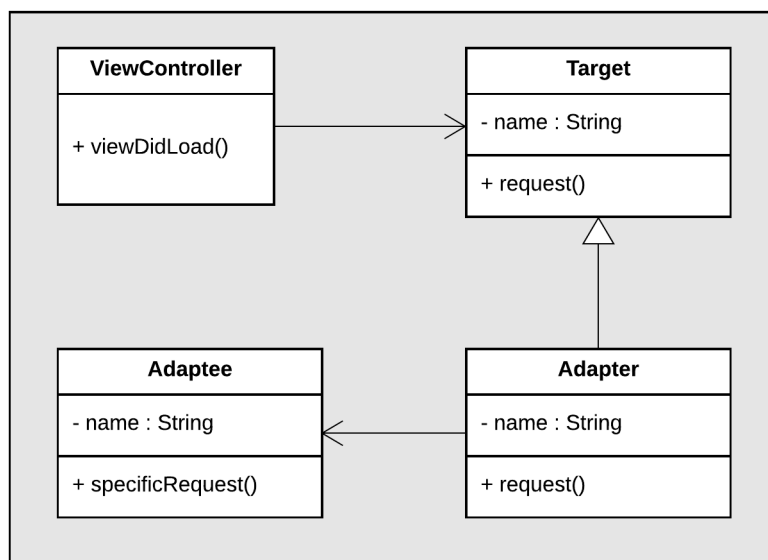 ViewController
+ viewDidLoad()
Target
- name : String
+ request()
Adaptee
- name : String
+ specificRequest()
Adapter
- name : String
+ request()